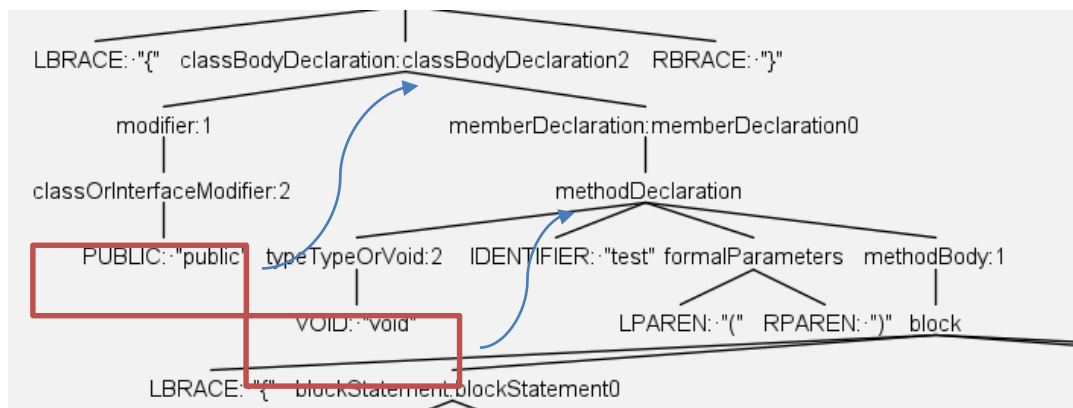 LBRACE:·"{" classBodyDeclaration:classBodyDeclaration2 RBRACE:·"}"
modifier:1 memberDeclaration:memberDeclaration0
classOrInterfaceModifier:2 methodDeclaration
PUBLIC:·"public" typeTypeOrVoid:2 IDENTIFIER:·"test" formalParameters methodBody:1
VOID:·"void" LPAREN:·"(" RPAREN:·")" block
LBRACE:·"{" blockStatement:blockStatement0